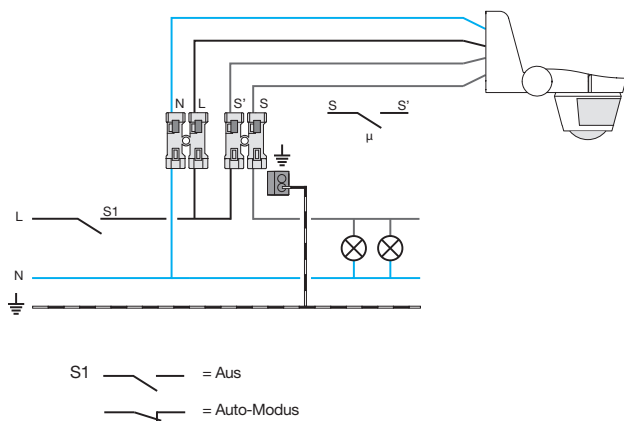 N L S' S
S S'
µ
L S1
N
S1 = Aus
= Auto-Modus